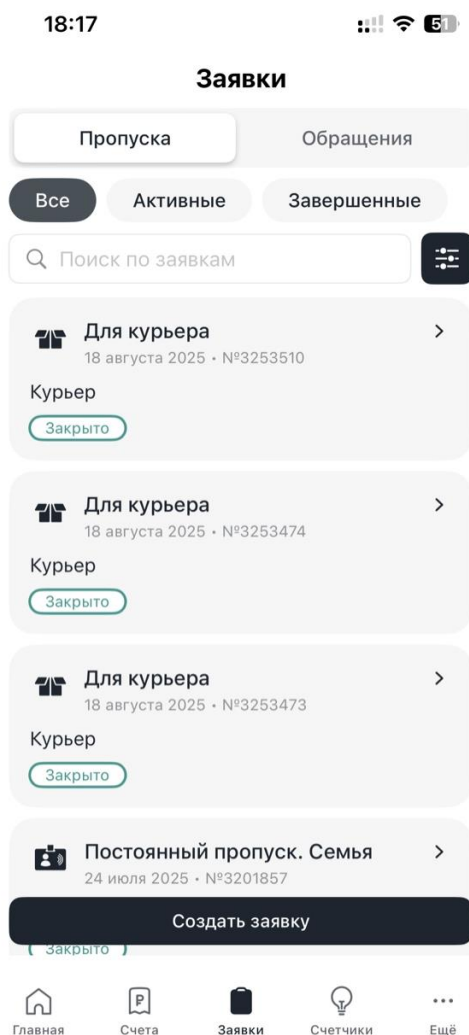 18:17
51
Заявки
Пропуска Обращения
Все Активные Завершенные
Поиск по заявкам
Для курьера
18 августа 2025 • №3253510
Курьер
Закрыто
Для курьера
18 августа 2025 • №3253474
Курьер
Закрыто
Для курьера
18 августа 2025 • №3253473
Курьер
Закрыто
Постоянный пропуск. Семья
24 июля 2025 • №3201857
Создать заявку
Закрыто
Главная Счета Заявки Счетчики Ещё